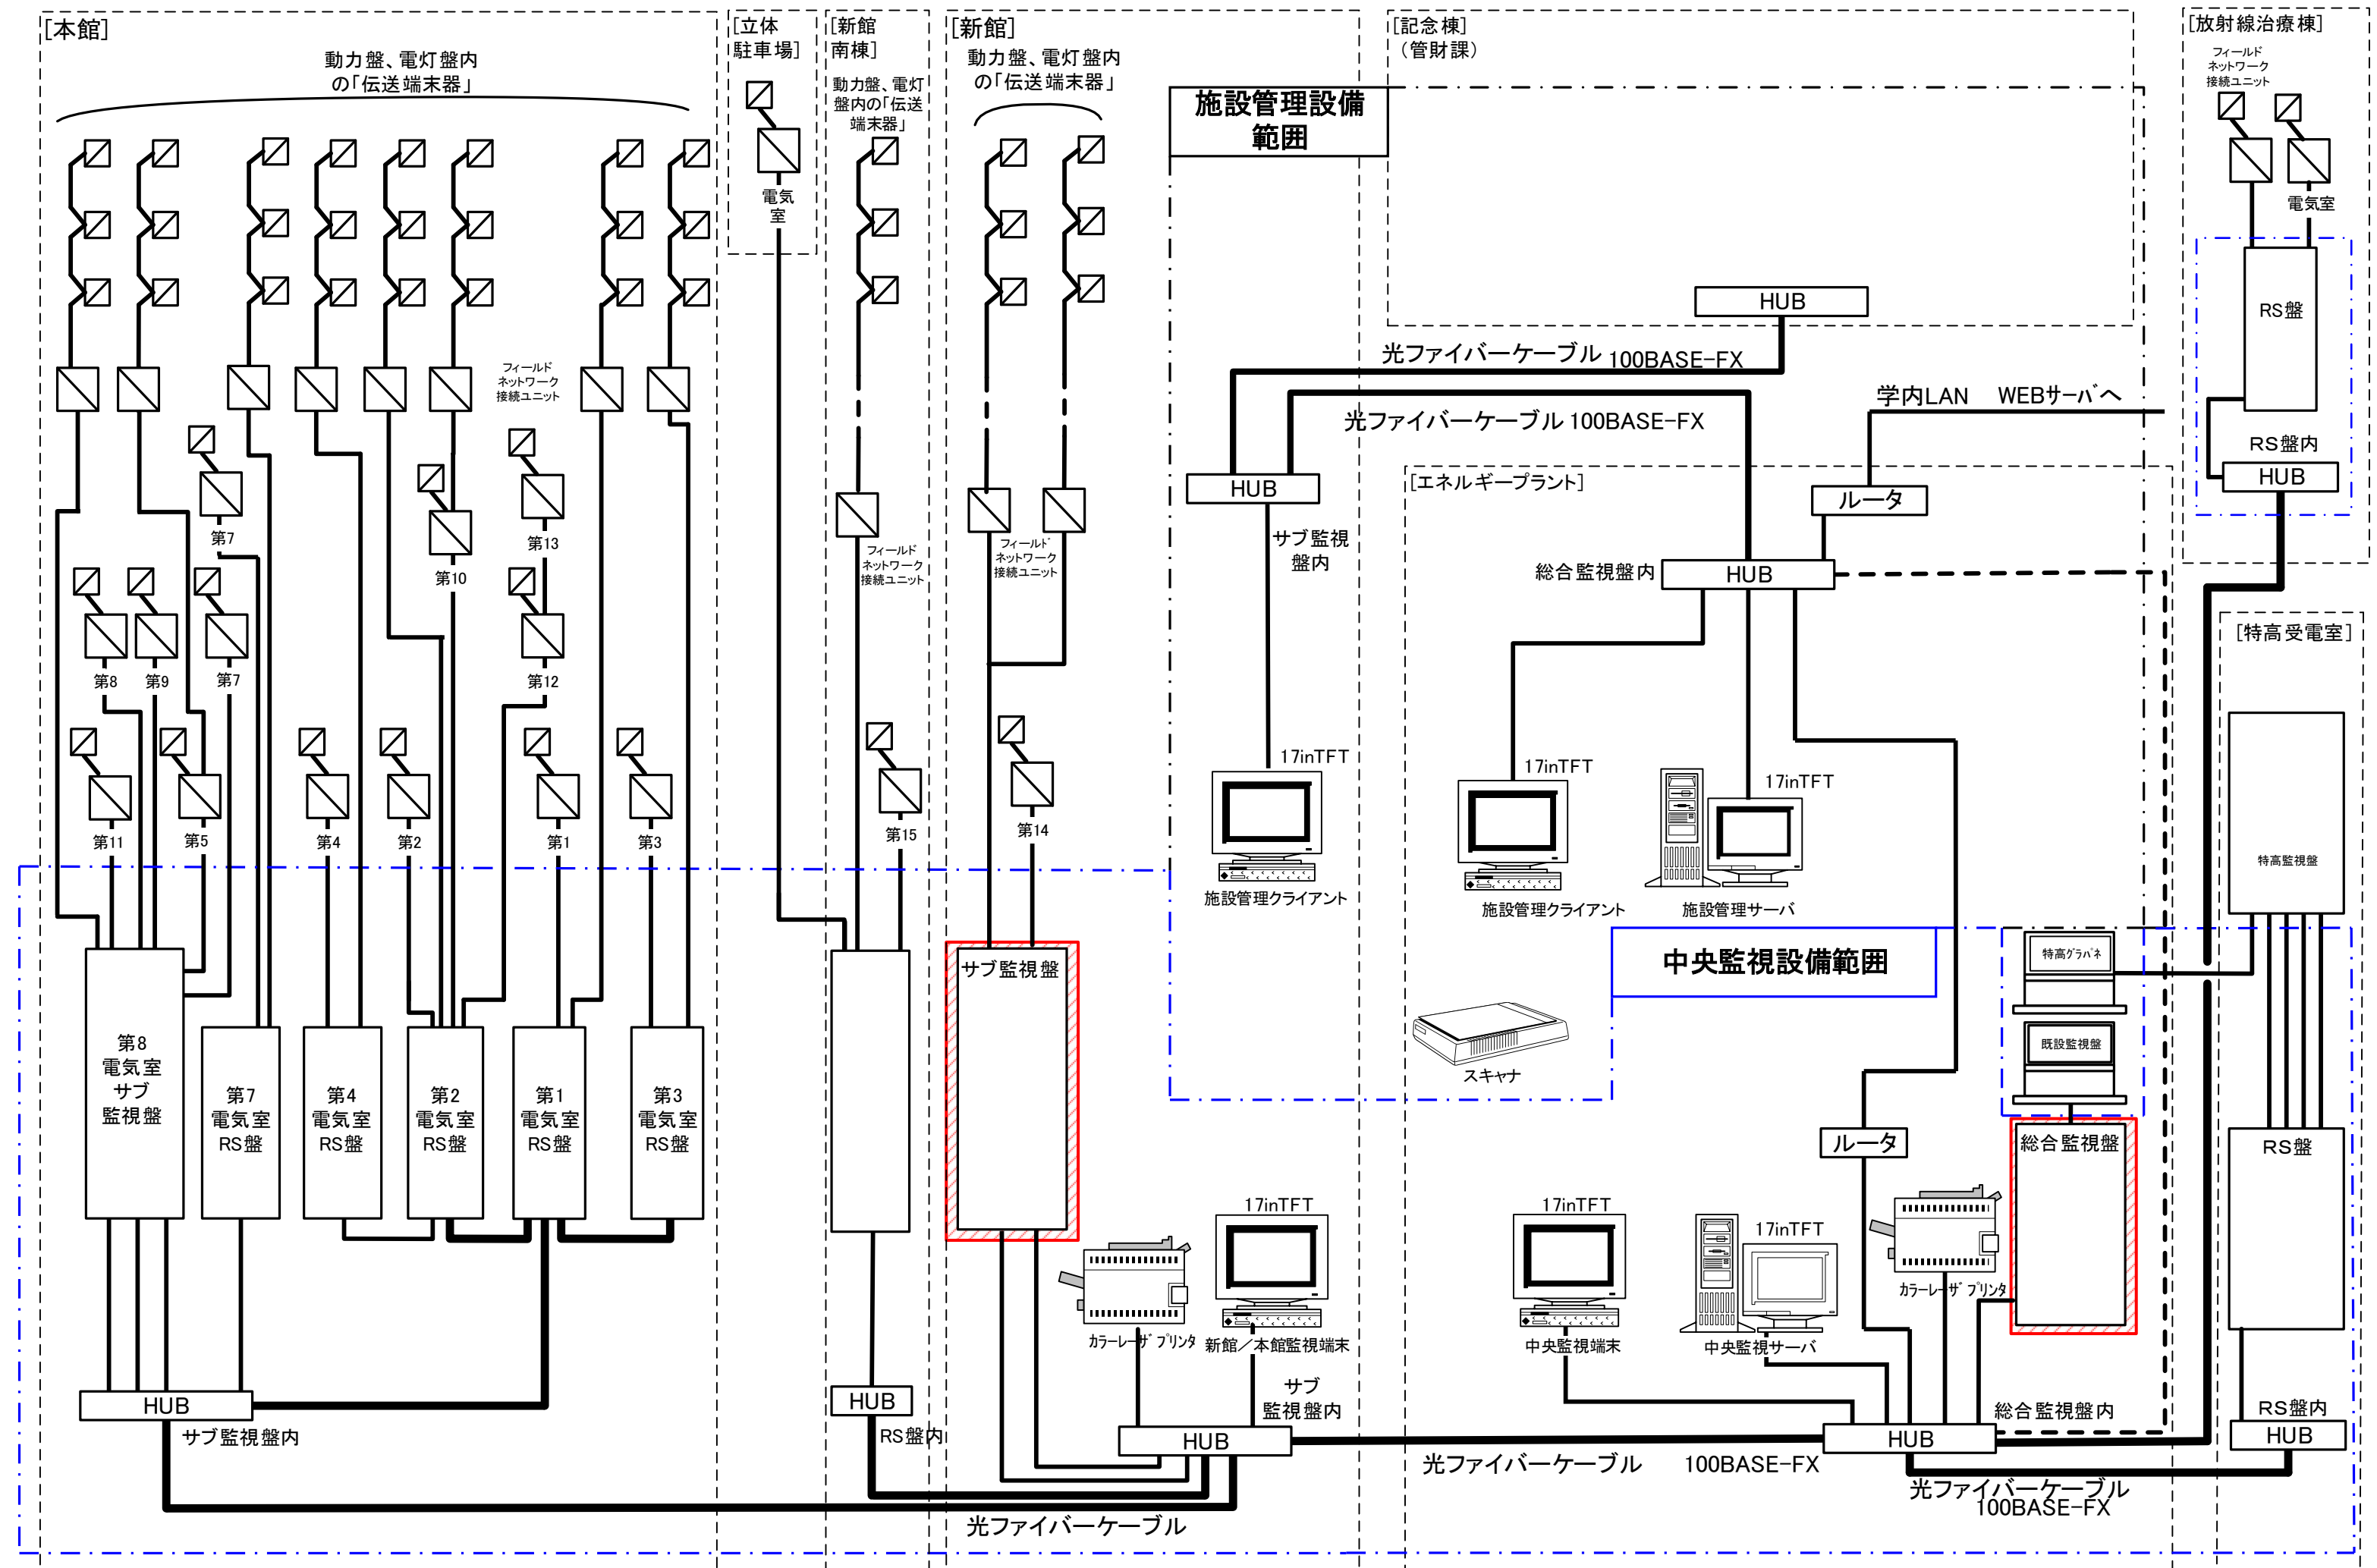 [本館]
動力盤、電灯盤内
の「伝送端末器」
[立体
駐車場]
電気
室
[新館
南棟]
動力盤、電灯
盤内の「伝送
端末器」
[新館]
動力盤、電灯盤内
の「伝送端末器」
施設管理設備
範囲
[記念棟]
(管財課)
HUB
[放射線治療棟]
フィールド
ネットワーク
接続ユニット
電気室
RS盤
RS盤内
HUB
光ファイバーケーブル 100BASE-FX
光ファイバーケーブル 100BASE-FX
学内LAN WEBサーバへ
フィールド
ネットワーク
接続ユニット
第7
第10
第13
第8
第9
第7
第12
第11
第5
第4
第2
第1
第3
フィールド
ネットワーク
接続ユニット
第15
フィールド
ネットワーク
接続ユニット
第14
HUB
サブ監視
盤内
17inTFT
施設管理クライアント
[エネルギープラント]
ルータ
総合監視盤内
HUB
17inTFT
施設管理クライアント
17inTFT
施設管理サーバ
[特高受電室]
特高監視盤
中央監視設備範囲
特高グラパネ
既設監視盤
スキャナ
第8
電気室
サブ
監視盤
第7
電気室
RS盤
第4
電気室
RS盤
第2
電気室
RS盤
第1
電気室
RS盤
第3
電気室
RS盤
サブ監視盤
ルータ
総合監視盤
RS盤
17inTFT
カラーレーザプリンタ
新館/本館監視端末
17inTFT
中央監視端末
17inTFT
中央監視サーバ
カラーレーザプリンタ
HUB
サブ監視盤内
HUB
RS盤内
サブ
監視盤内
HUB
総合監視盤内
HUB
RS盤内
HUB
光ファイバーケーブル 100BASE-FX
光ファイバーケーブル
100BASE-FX
光ファイバーケーブル